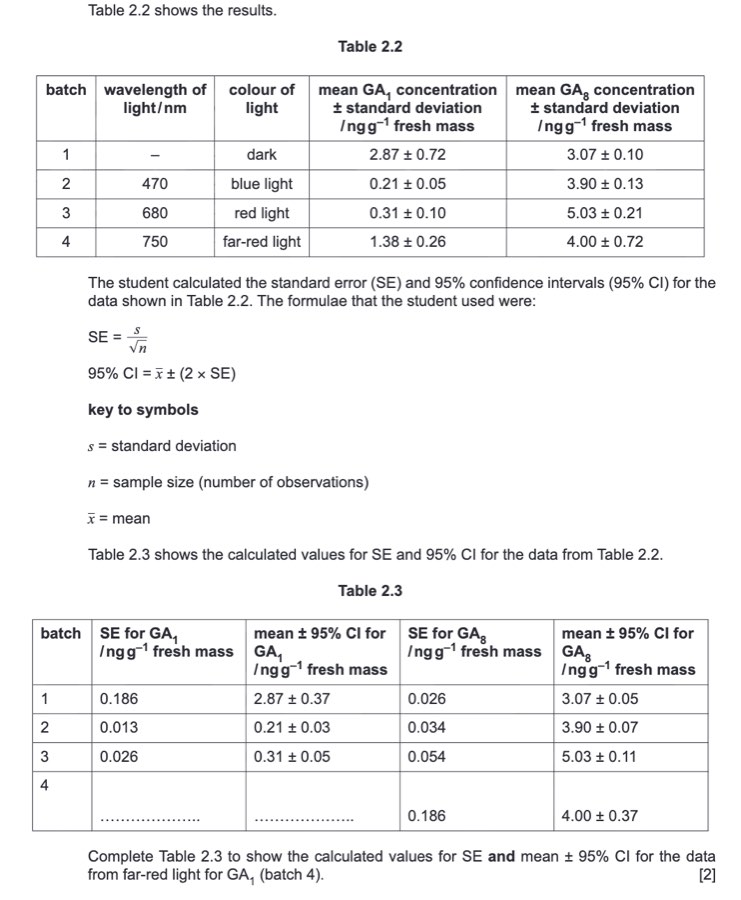 Table 2.2 shows the results.
Table 2.2
batch wavelength of light/nm colour of light mean GA₁ concentration ± standard deviation /ng g⁻¹ fresh mass mean GA₈ concentration ± standard deviation /ng g⁻¹ fresh mass
1 – dark 2.87 ± 0.72 3.07 ± 0.10
2 470 blue light 0.21 ± 0.05 3.90 ± 0.13
3 680 red light 0.31 ± 0.10 5.03 ± 0.21
4 750 far-red light 1.38 ± 0.26 4.00 ± 0.72
The student calculated the standard error (SE) and 95% confidence intervals (95% CI) for the
data shown in Table 2.2. The formulae that the student used were:
SE = s/√n
95% CI = x̄ ± (2 × SE)
key to symbols
s = standard deviation
n = sample size (number of observations)
x̄ = mean
Table 2.3 shows the calculated values for SE and 95% CI for the data from Table 2.2.
Table 2.3
batch SE for GA₁ /ng g⁻¹ fresh mass mean ± 95% CI for GA₁ /ng g⁻¹ fresh mass SE for GA₈ /ng g⁻¹ fresh mass mean ± 95% CI for GA₈ /ng g⁻¹ fresh mass
1 0.186 2.87 ± 0.37 0.026 3.07 ± 0.05
2 0.013 0.21 ± 0.03 0.034 3.90 ± 0.07
3 0.026 0.31 ± 0.05 0.054 5.03 ± 0.11
4 .................... .................... 0.186 4.00 ± 0.37
Complete Table 2.3 to show the calculated values for SE and mean ± 95% CI for the data
from far-red light for GA₁ (batch 4). [2]